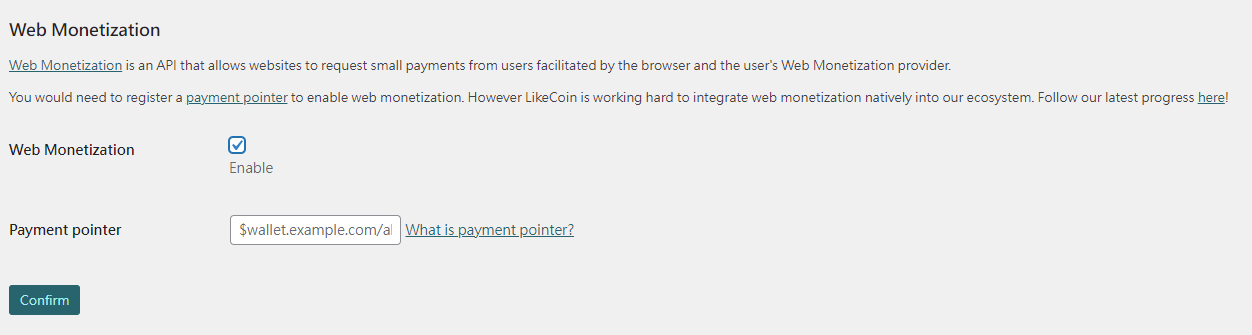 Web Monetization
Web Monetization is an API that allows websites to request small payments from users facilitated by the browser and the user's Web Monetization provider.
You would need to register a payment pointer to enable web monetization. However LikeCoin is working hard to integrate web monetization natively into our ecosystem. Follow our latest progress here!
Web Monetization
Enable
Payment pointer $wallet.example.com/al What is payment pointer?
Confirm